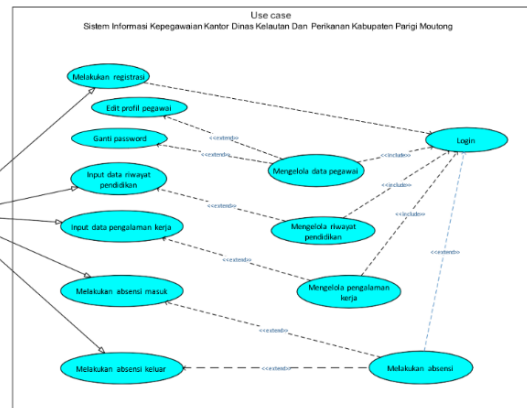 Use case
Sistem Informasi Kepegawaian Kantor Dinas Kelautan Dan Perikanan Kabupaten Parigi Moutong
Melakukan registrasi
Edit profil pegawai
Ganti password
<<extend>>
<<extend>>
Login
<<include>>
Mengelola data pegawai
Input data riwayat
pendidikan
<<include>>
<<extend>>
<<include>>
Input data pengalaman kerja
Mengelola riwayat
pendidikan
<<extend>>
<<extend>>
Melakukan absensi masuk
Mengelola pengalaman
kerja
<<extend>>
Melakukan absensi keluar
<<extend>>
Melakukan absensi